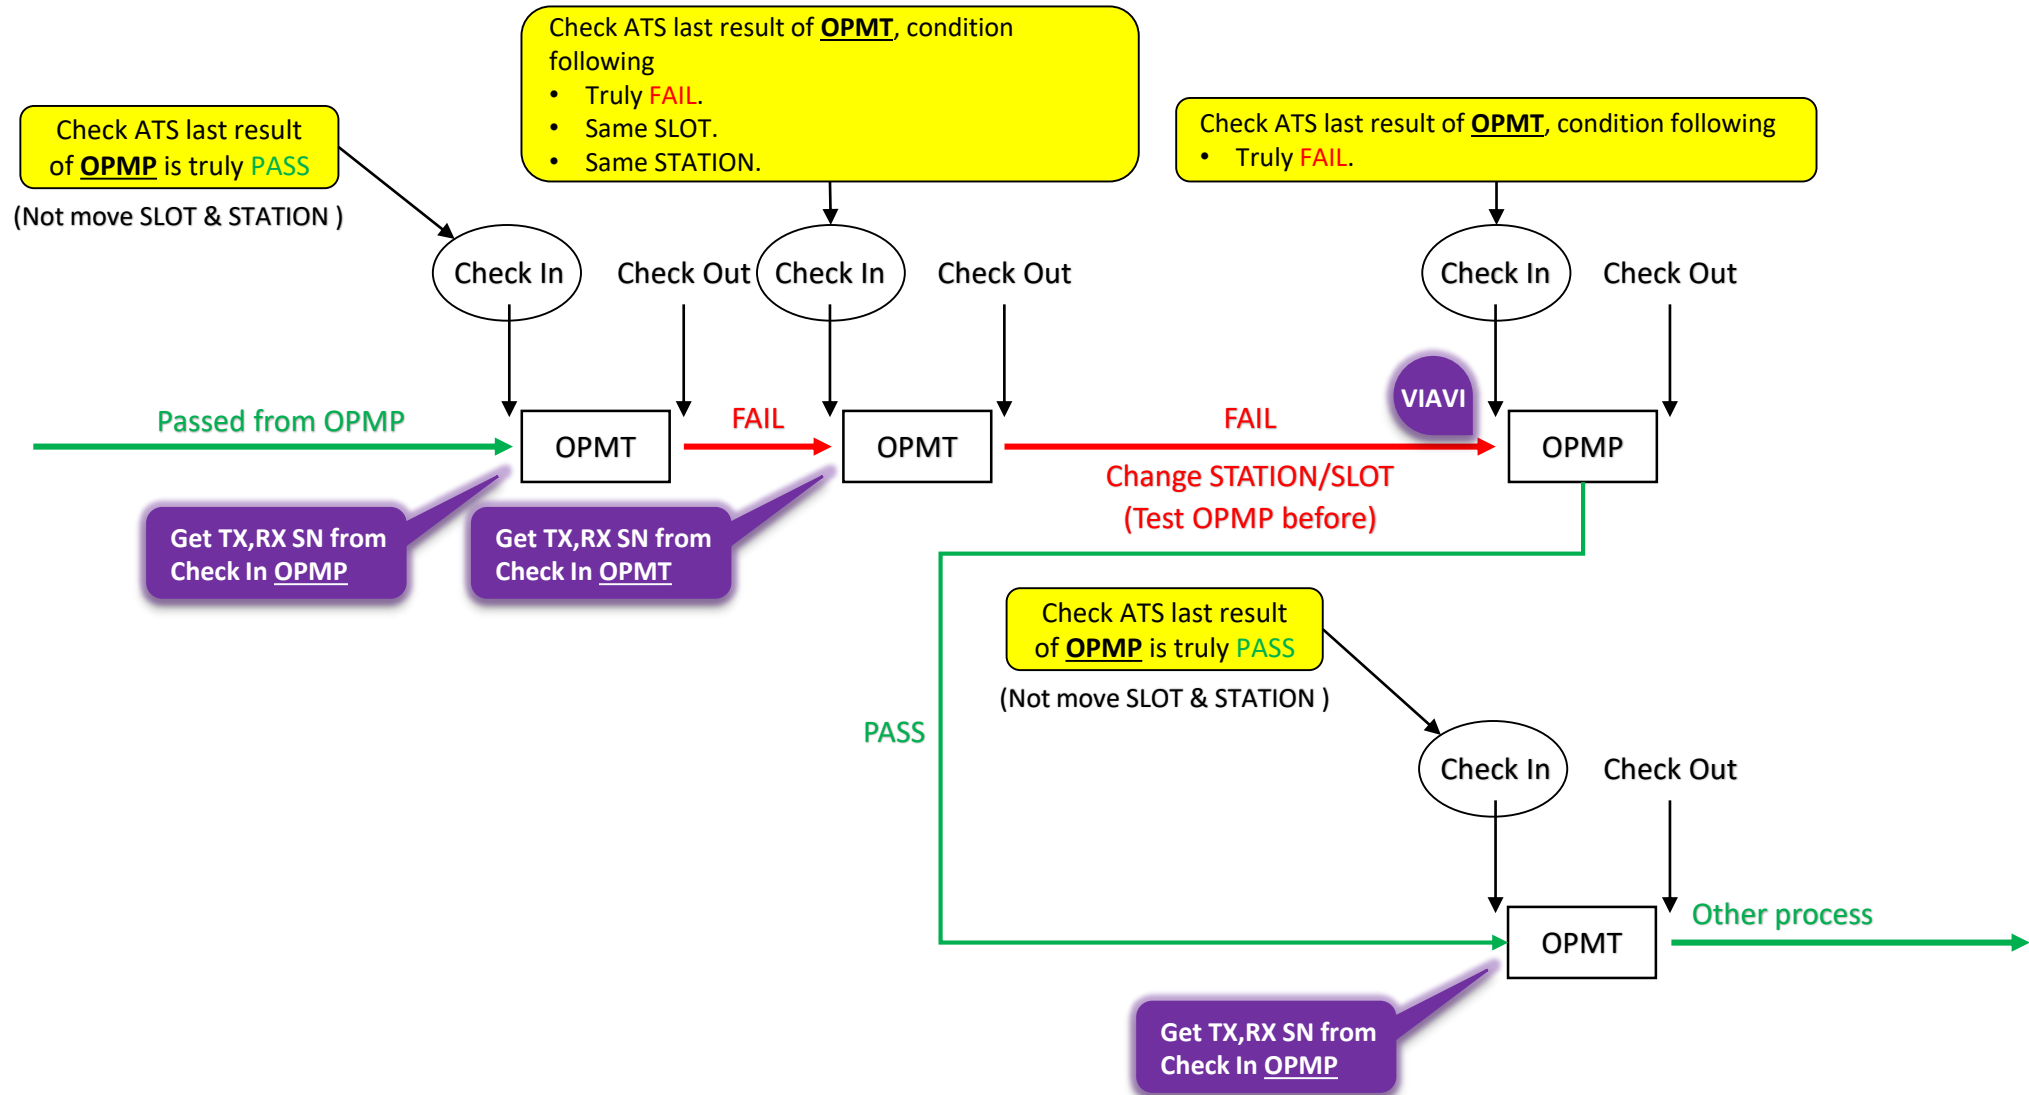 Check ATS last result of OPMT, condition
following
• Truly FAIL.
• Same SLOT.
• Same STATION.
Check ATS last result
of OPMP is truly PASS
(Not move SLOT & STATION )
Check ATS last result of OPMT, condition following
• Truly FAIL.
Check In
Check Out
Check In
Check Out
Check In
Check Out
Passed from OPMP
OPMT
FAIL
OPMT
FAIL
VIAVI
OPMP
Change STATION/SLOT
(Test OPMP before)
Get TX,RX SN from
Check In OPMP
Get TX,RX SN from
Check In OPMT
Check ATS last result
of OPMP is truly PASS
(Not move SLOT & STATION )
PASS
Check In
Check Out
OPMT
Other process
Get TX,RX SN from
Check In OPMP